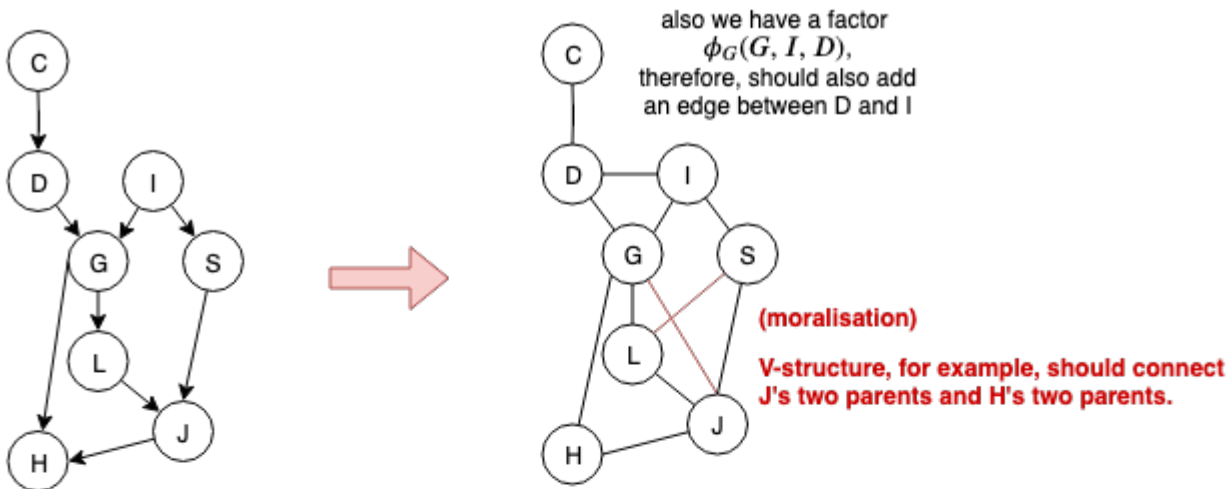 C
D
I
G
S
L
J
H
also we have a factor
ϕ_G(G, I, D),
therefore, should also add
an edge between D and I
C
D
I
G
S
L
J
H
(moralisation)
V-structure, for example, should connect
J's two parents and H's two parents.